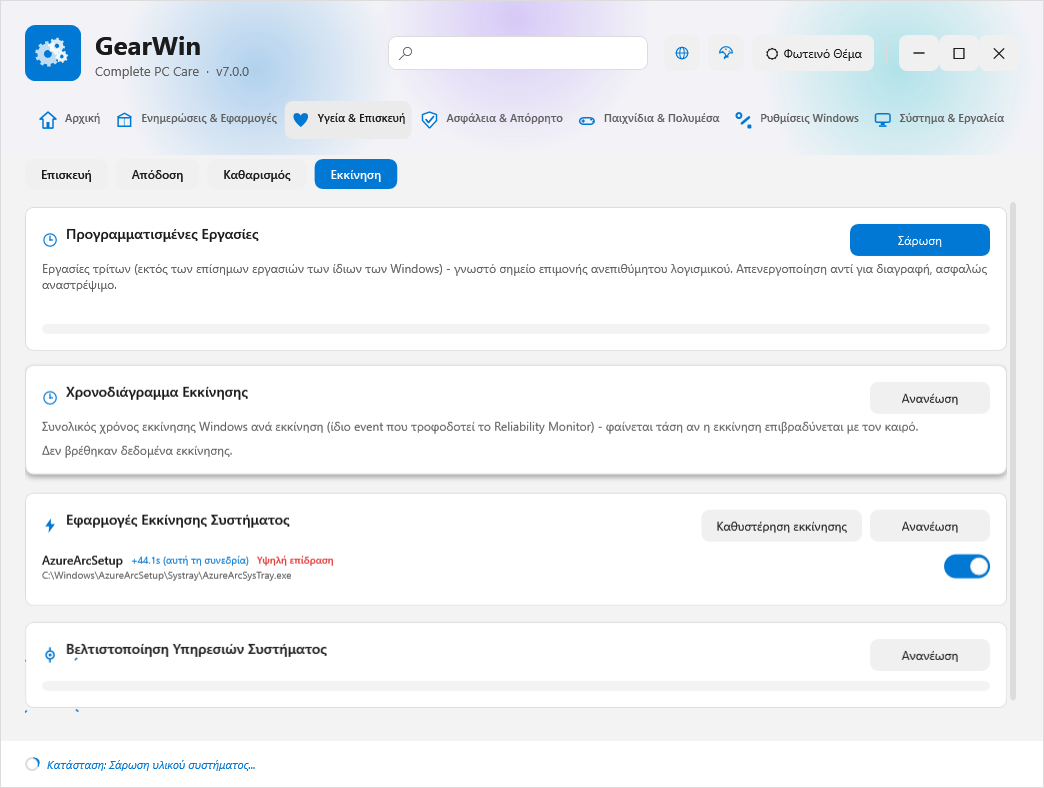 GearWin
Complete PC Care · v7.0.0
Φωτεινό Θέμα
Αρχική
Ενημερώσεις & Εφαρμογές
Υγεία & Επισκευή
Ασφάλεια & Απόρρητο
Παιχνίδια & Πολυμέσα
Ρυθμίσεις Windows
Σύστημα & Εργαλεία
Επισκευή
Απόδοση
Καθαρισμός
Εκκίνηση
Προγραμματισμένες Εργασίες
Σάρωση
Εργασίες τρίτων (εκτός των επίσημων εργασιών των ίδιων των Windows) - γνωστό σημείο επιμονής ανεπιθύμητου λογισμικού. Απενεργοποίηση αντί για διαγραφή, ασφαλώς
αναστρέψιμο.
Χρονοδιάγραμμα Εκκίνησης
Ανανέωση
Συνολικός χρόνος εκκίνησης Windows ανά εκκίνηση (ίδιο event που τροφοδοτεί το Reliability Monitor) - φαίνεται τάση αν η εκκίνηση επιβραδύνεται με τον καιρό.
Δεν βρέθηκαν δεδομένα εκκίνησης.
Εφαρμογές Εκκίνησης Συστήματος
Καθυστέρηση εκκίνησης
Ανανέωση
AzureArcSetup +44.1s (αυτή τη συνεδρία) Υψηλή επίδραση
C:\Windows\AzureArcSetup\Systray\AzureArcSysTray.exe
Βελτιστοποίηση Υπηρεσιών Συστήματος
Ανανέωση
Κατάσταση: Σάρωση υλικού συστήματος...